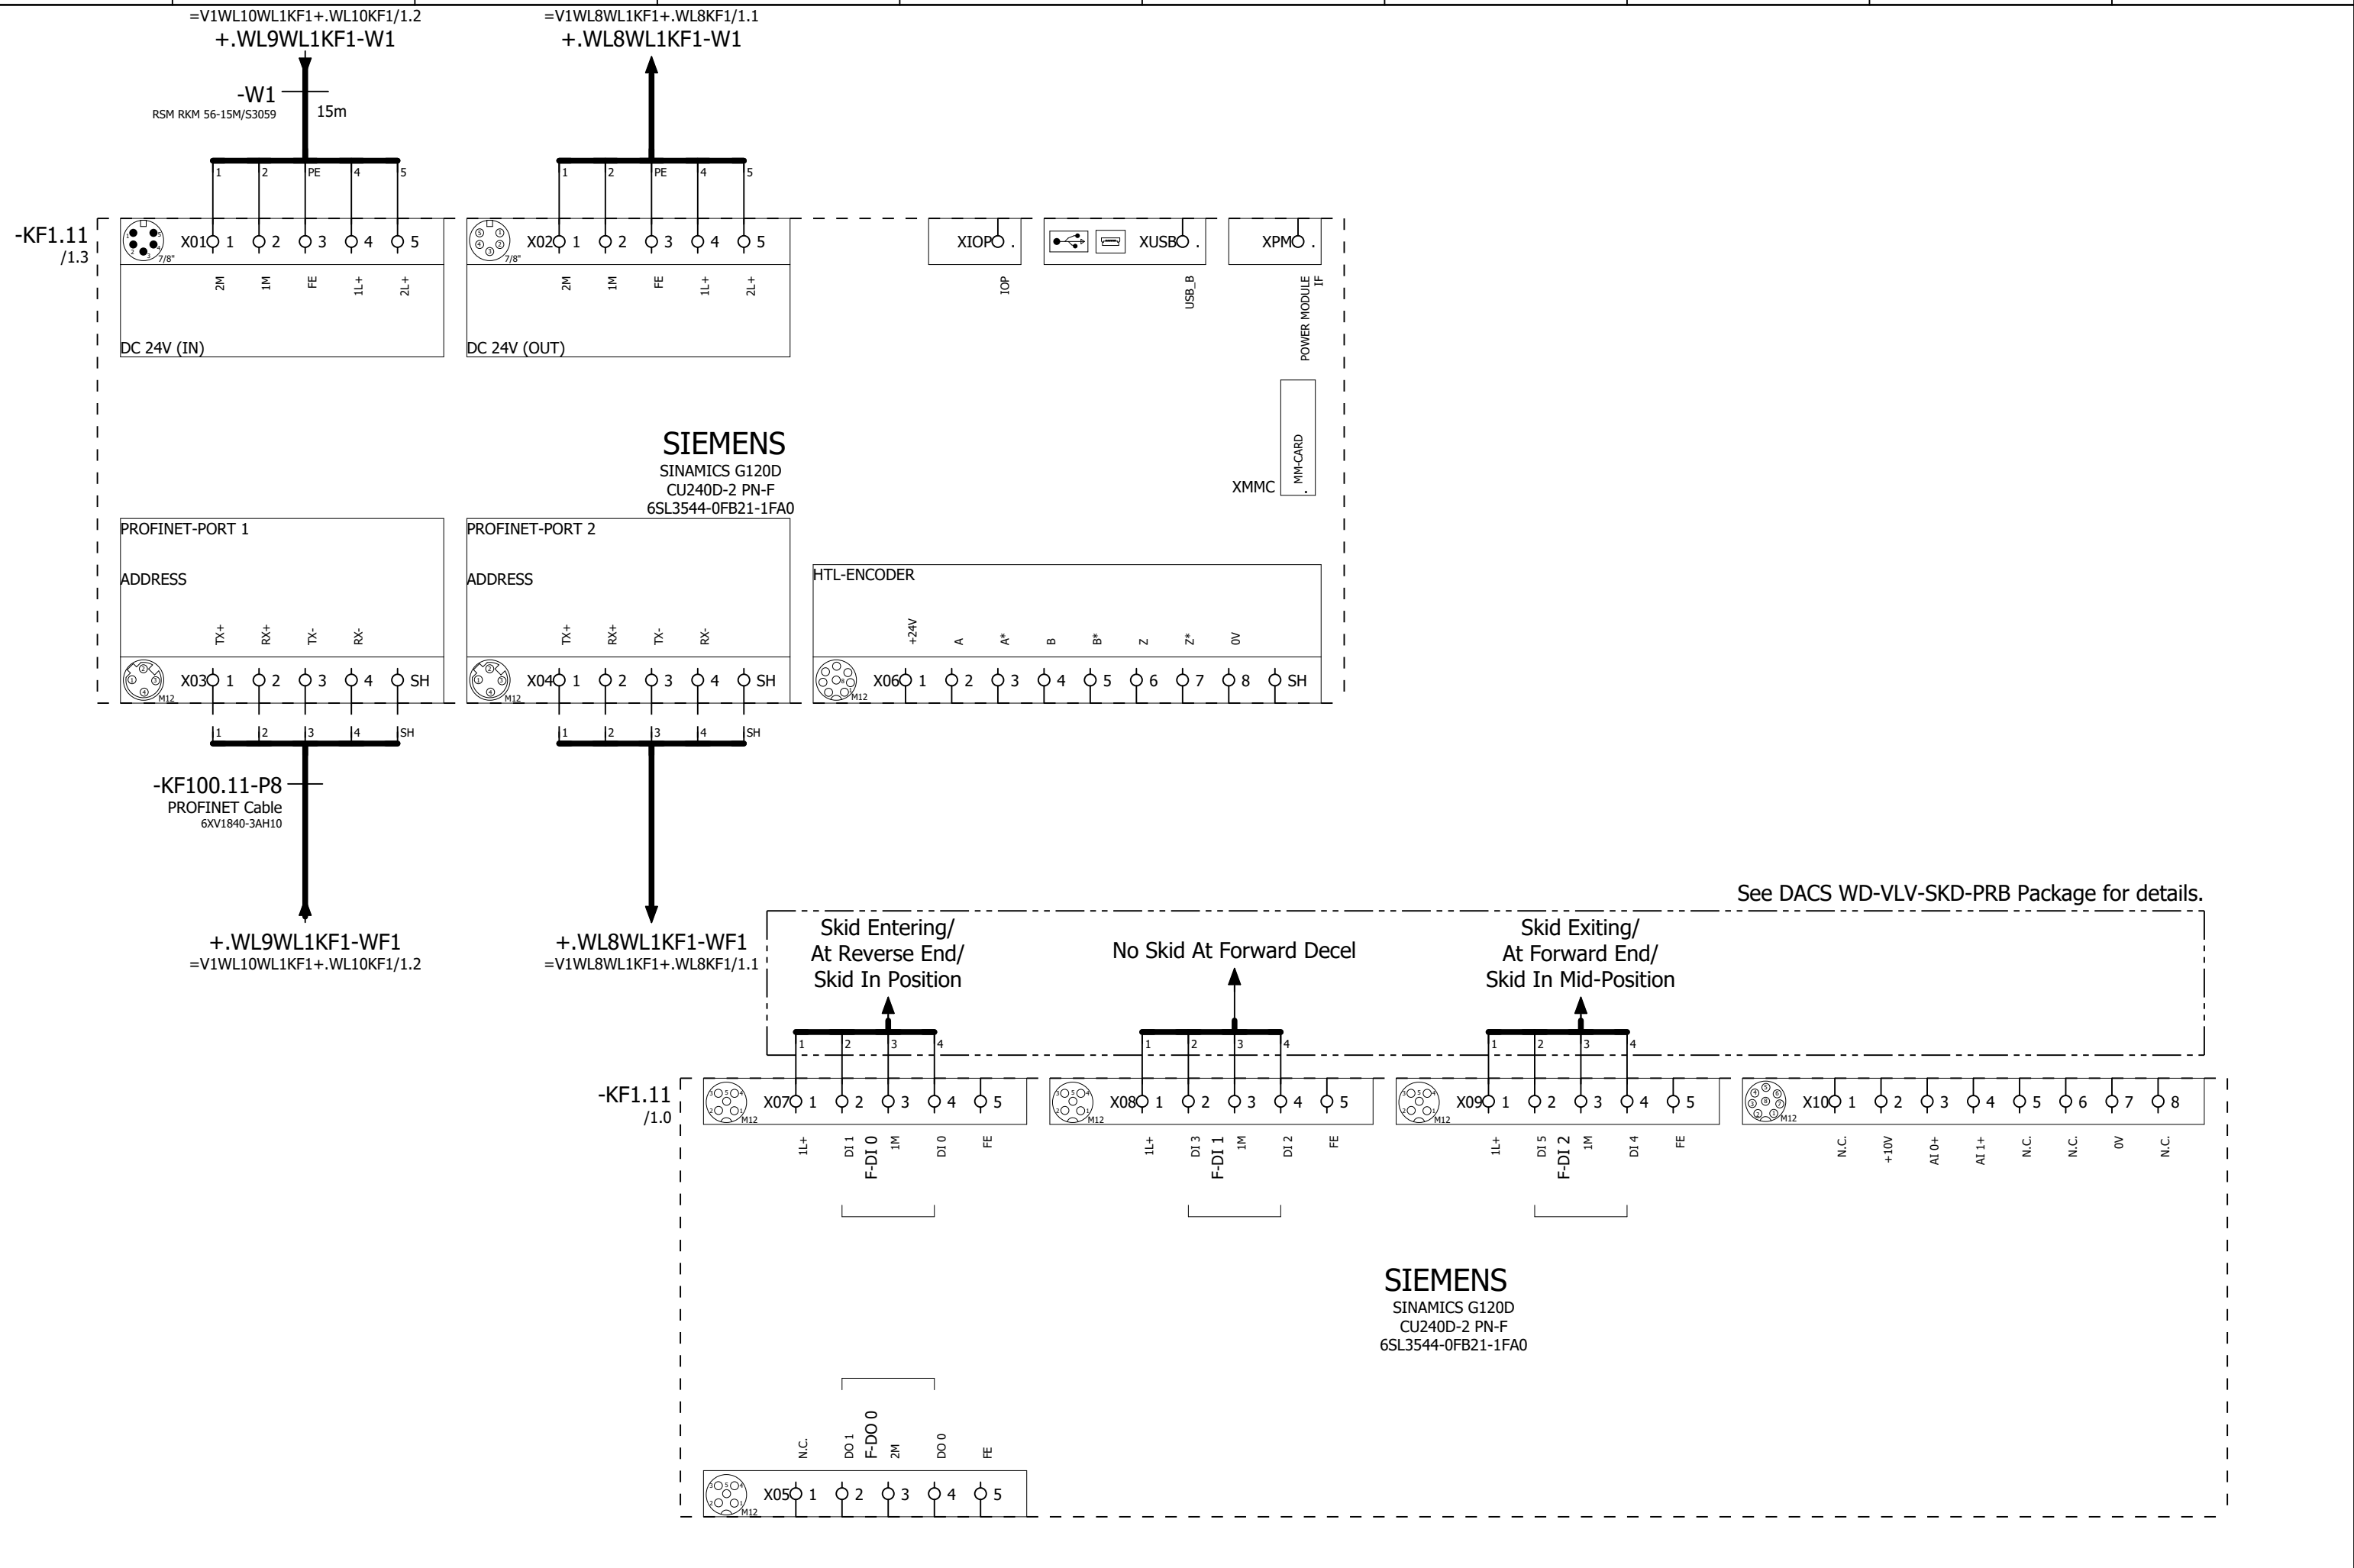 =V1WL10WL1KF1+.WL10KF1/1.2
+.WL9WL1KF1-W1
-W1
RSM RKM 56-15M/S3059
15m
1 2 PE 4 5
=V1WL8WL1KF1+.WL8KF1/1.1
+.WL8WL1KF1-W1
1 2 PE 4 5
-KF1.11
/1.3
X01 1 2 3 4 5
7/8"
2M 1M FE 1L+ 2L+
DC 24V (IN)
X02 1 2 3 4 5
7/8"
2M 1M FE 1L+ 2L+
DC 24V (OUT)
XIOP .
IOP
XUSB .
USB_B
XPM .
POWER MODULE
IF
MM-CARD
XMMC .
SIEMENS
SINAMICS G120D
CU240D-2 PN-F
6SL3544-0FB21-1FA0
PROFINET-PORT 1
ADDRESS
TX+ RX+ TX- RX-
X03 1 2 3 4 SH
M12
1 2 3 4 SH
PROFINET-PORT 2
ADDRESS
TX+ RX+ TX- RX-
X04 1 2 3 4 SH
M12
1 2 3 4 SH
HTL-ENCODER
+24V A A* B B* Z Z* 0V
X06 1 2 3 4 5 6 7 8 SH
M12
-KF100.11-P8
PROFINET Cable
6XV1840-3AH10
+.WL9WL1KF1-WF1
=V1WL10WL1KF1+.WL10KF1/1.2
+.WL8WL1KF1-WF1
=V1WL8WL1KF1+.WL8KF1/1.1
See DACS WD-VLV-SKD-PRB Package for details.
Skid Entering/
At Reverse End/
Skid In Position
1 2 3 4
No Skid At Forward Decel
1 2 3 4
Skid Exiting/
At Forward End/
Skid In Mid-Position
1 2 3 4
-KF1.11
/1.0
X07 1 2 3 4 5
M12
1L+ DI 1 F-DI 0 1M DI 0 FE
X08 1 2 3 4 5
M12
1L+ DI 3 F-DI 1 1M DI 2 FE
X09 1 2 3 4 5
M12
1L+ DI 5 F-DI 2 1M DI 4 FE
X10 1 2 3 4 5 6 7 8
M12
N.C. +10V AI 0+ AI 1+ N.C. N.C. 0V N.C.
SIEMENS
SINAMICS G120D
CU240D-2 PN-F
6SL3544-0FB21-1FA0
N.C. DO 1 F-DO 0 2M DO 0 FE
X05 1 2 3 4 5
M12